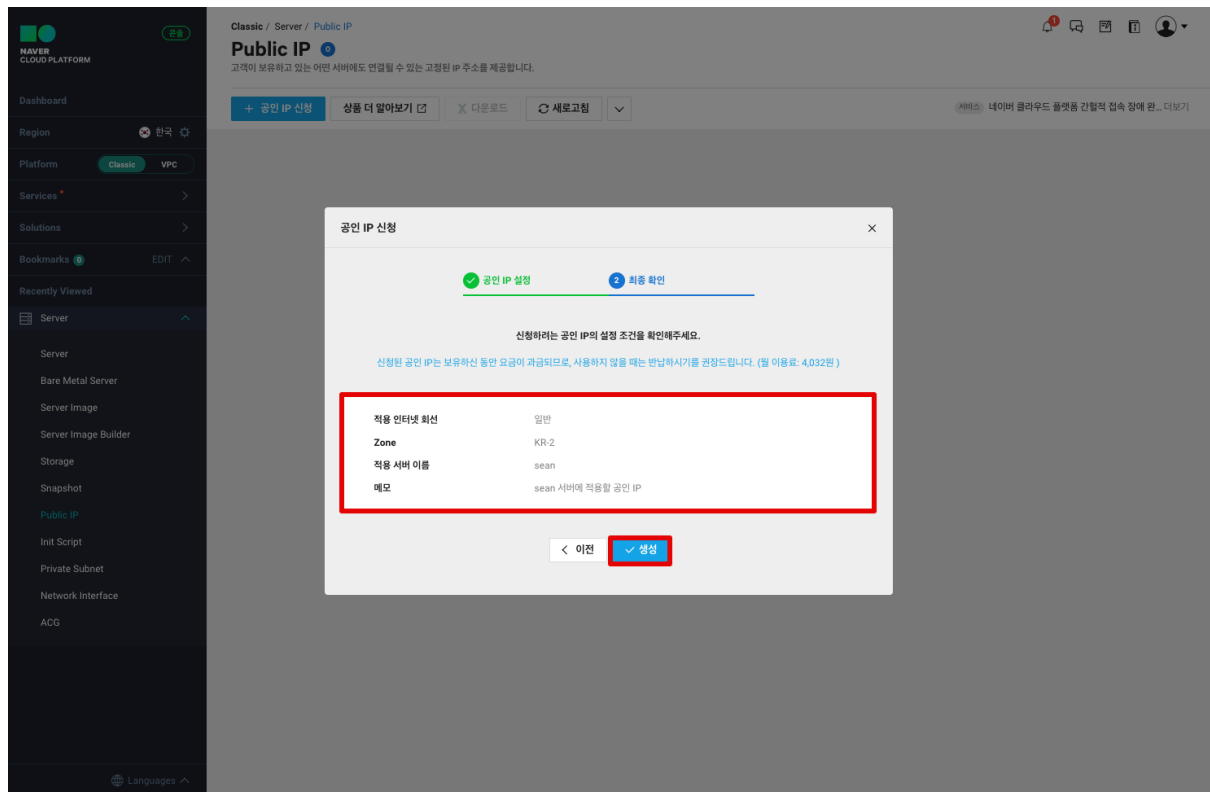 NAVER
CLOUD PLATFORM
콘솔
Dashboard
Region 한국
Platform Classic VPC
Services
Solutions
Bookmarks 0 EDIT
Recently Viewed
Server
Server
Bare Metal Server
Server Image
Server Image Builder
Storage
Snapshot
Public IP
Init Script
Private Subnet
Network Interface
ACG
Languages
Classic / Server / Public IP
Public IP 0
고객이 보유하고 있는 어떤 서버에도 연결될 수 있는 고정된 IP 주소를 제공합니다.
1
+ 공인 IP 신청 상품 더 알아보기 다운로드 새로고침
서비스 네이버 클라우드 플랫폼 간헐적 접속 장애 완... 더보기
공인 IP 신청
공인 IP 설정 2 최종 확인
신청하려는 공인 IP의 설정 조건을 확인해주세요.
신청된 공인 IP는 보유하신 동안 요금이 과금되므로, 사용하지 않을 때는 반납하시기를 권장드립니다. (월 이용료: 4,032원 )
적용 인터넷 회선 일반
Zone KR-2
적용 서버 이름 sean
메모 sean 서버에 적용할 공인 IP
이전 생성